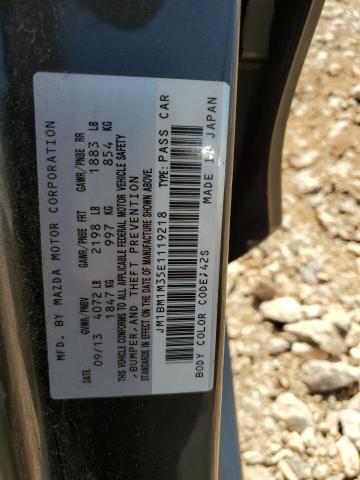 MFD. BY MAZDA MOTOR CORPORATION
DATE GVWR/PNBV GAWR/PNBE FRT GAWR/PNBE RR
09/13 4072 LB 2198 LB 1883 LB
1847 KG 997 KG 854 KG
THIS VEHICLE CONFORMS TO ALL APPLICABLE FEDERAL MOTOR VEHICLE SAFETY
,BUMPER,AND THEFT PREVENTION
STANDARDS IN EFFECT ON THE DATE OF MANUFACTURE SHOWN ABOVE.
JM1BM1M35E1119218 TYPE: PASS CAR
BODY COLOR CODE;42S MADE IN JAPAN